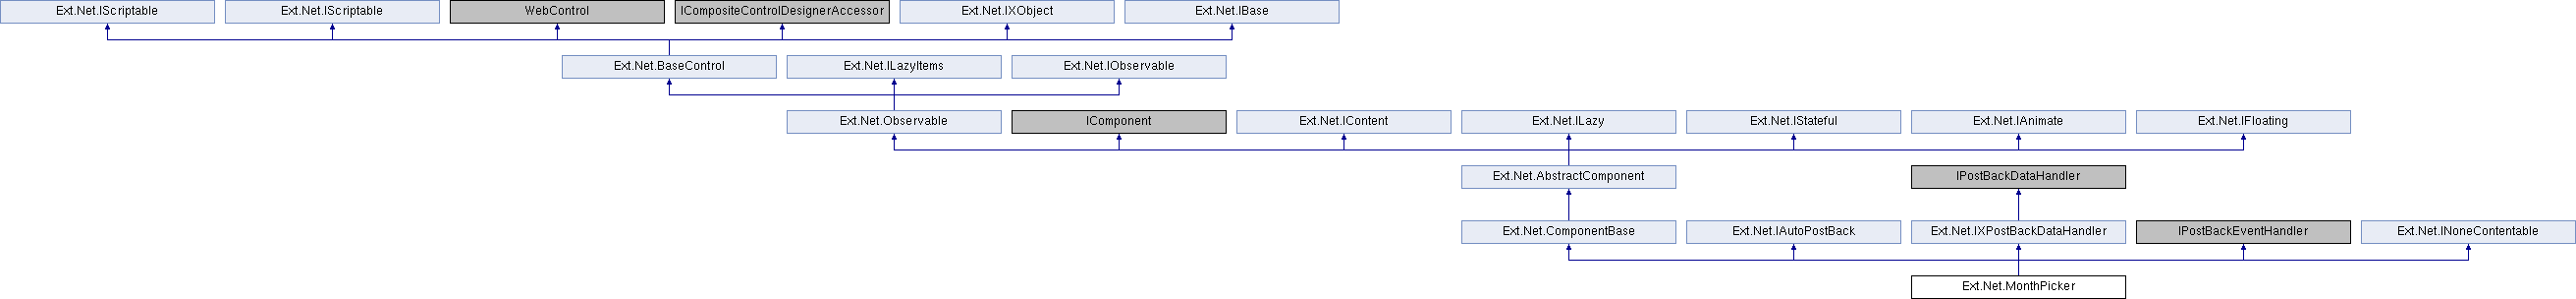 Ext.Net.IScriptable
Ext.Net.IScriptable
WebControl
ICompositeControlDesignerAccessor
Ext.Net.IXObject
Ext.Net.IBase
Ext.Net.BaseControl
Ext.Net.ILazyItems
Ext.Net.IObservable
Ext.Net.Observable
IComponent
Ext.Net.IContent
Ext.Net.ILazy
Ext.Net.IStateful
Ext.Net.IAnimate
Ext.Net.IFloating
Ext.Net.AbstractComponent
IPostBackDataHandler
Ext.Net.ComponentBase
Ext.Net.IAutoPostBack
Ext.Net.IXPostBackDataHandler
IPostBackEventHandler
Ext.Net.INoneContentable
Ext.Net.MonthPicker